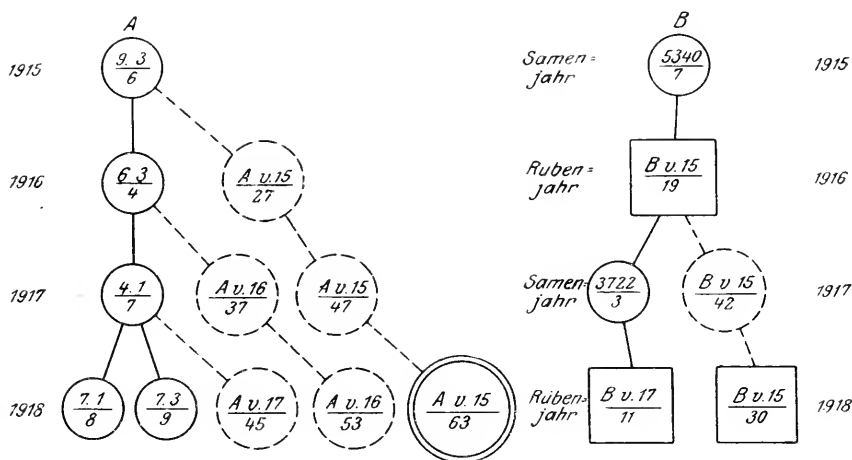 A B
1915 9.3/6 Samen= jahr 5340/7 1915
1916 6.3/4 A v.15/27 Rüben= jahr B v.15/19 1916
1917 4.1/7 A v.16/37 A v.15/47 Samen= jahr 3722/3 B v 15/42 1917
1918 7.1/8 7.3/9 A v.17/45 A v.16/53 A v.15/63 Rüben= jahr B v.17/11 B v.15/30 1918